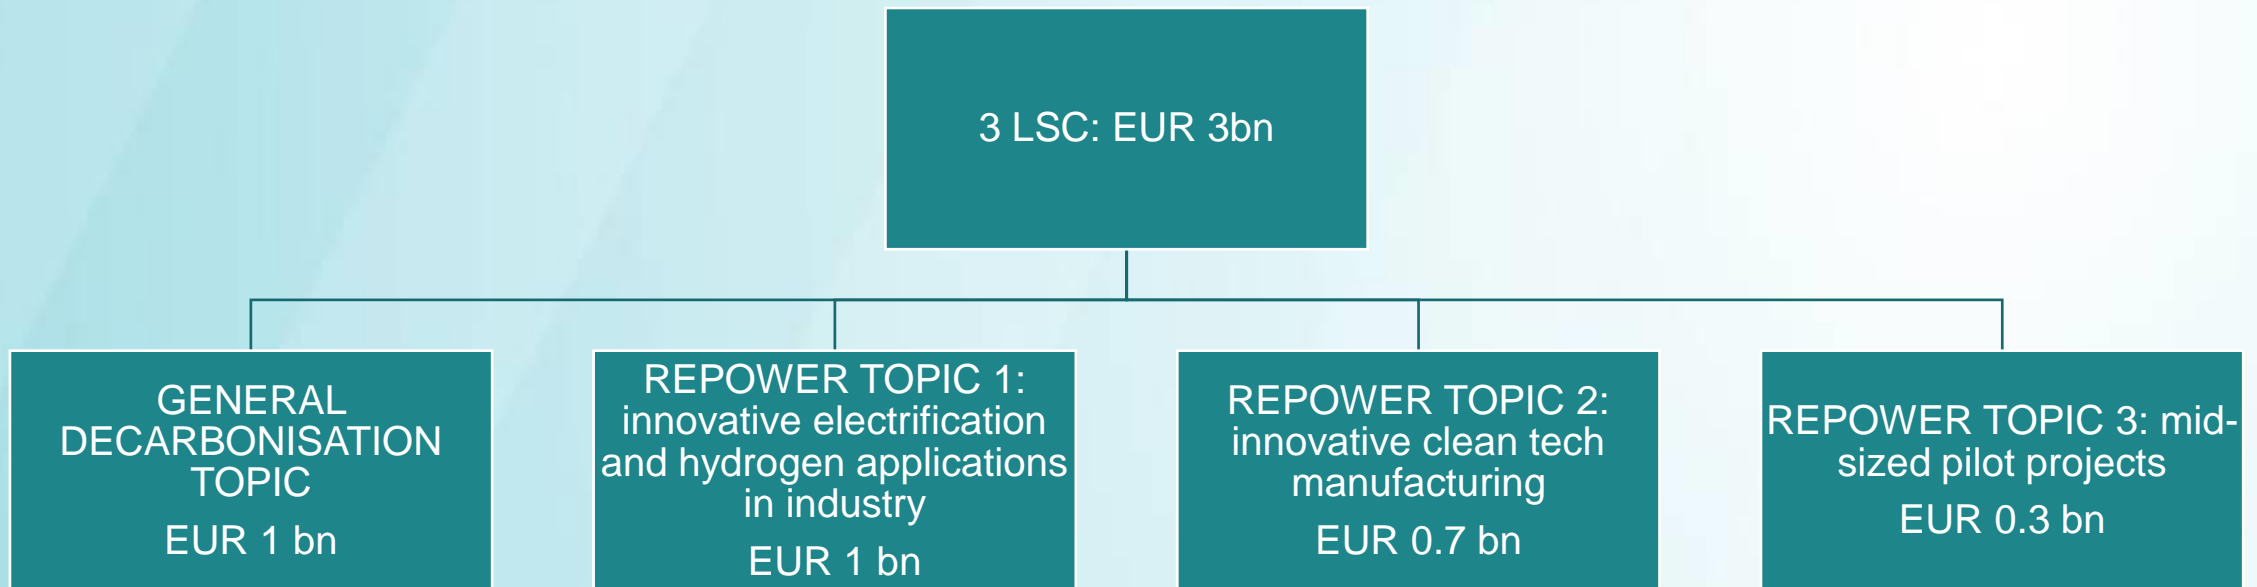 3 LSC: EUR 3bn
GENERAL
DECARBONISATION
TOPIC
EUR 1 bn
REPOWER TOPIC 1:
innovative electrification
and hydrogen applications
in industry
EUR 1 bn
REPOWER TOPIC 2:
innovative clean tech
manufacturing
EUR 0.7 bn
REPOWER TOPIC 3: mid-
sized pilot projects
EUR 0.3 bn